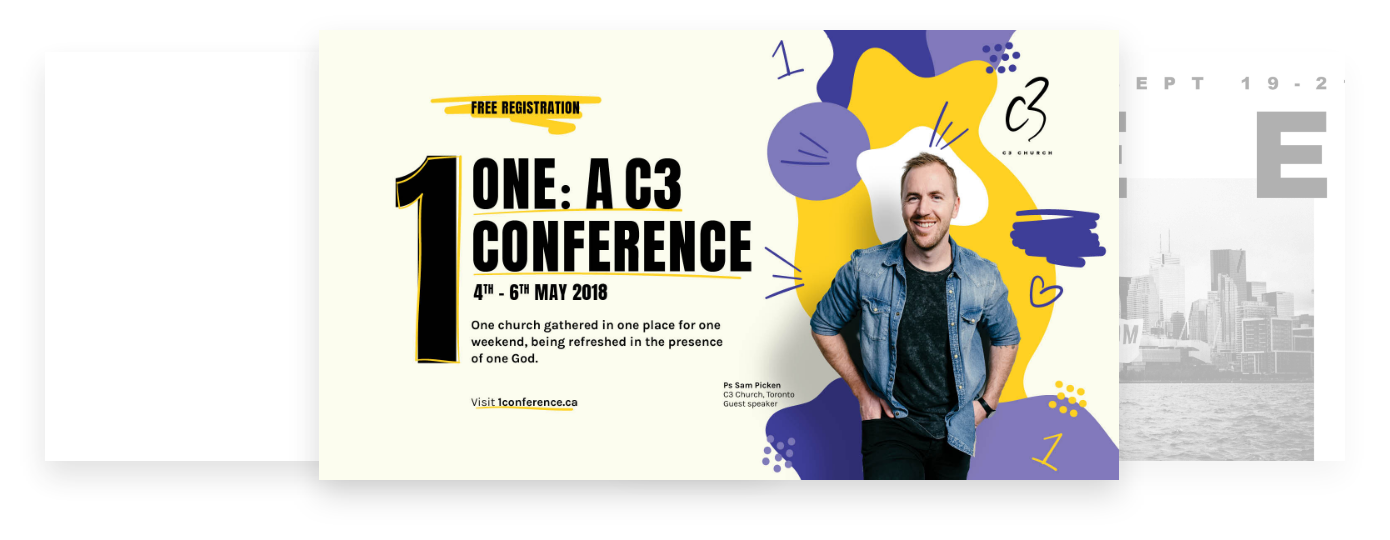 FREE REGISTRATION
1
ONE: A C3
CONFERENCE
4TH - 6TH MAY 2018
One church gathered in one place for one
weekend, being refreshed in the presence
of one God.
Visit 1conference.ca
Ps Sam Picken
C3 Church, Toronto
Guest speaker
1
C3
C3 CHURCH
1
EPT 19-2
E